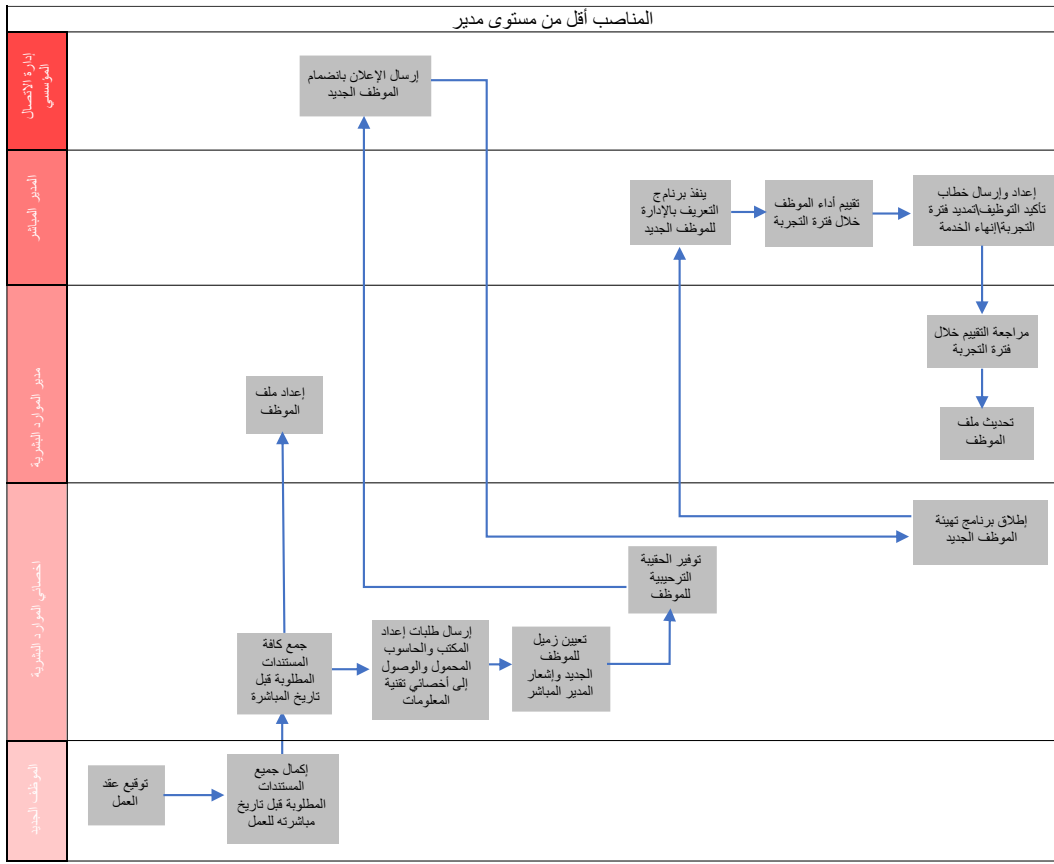 المناصب أقل من مستوى مدير
إدارة الاتصال
المؤسسي
إرسال الإعلان بانضمام
الموظف الجديد
المدير المباشر
ينفذ برنامج
التعريف بالإدارة
للموظف الجديد
تقييم أداء الموظف
خلال فترة التجربة
إعداد وإرسال خطاب
تأكيد التوظيف\تمديد فترة
التجربة\إنهاء الخدمة
مدير الموارد البشرية
إعداد ملف
الموظف
مراجعة التقييم خلال
فترة التجربة
تحديث ملف
الموظف
اخصائي الموارد البشرية
جمع كافة
المستندات
المطلوبة قبل
تاريخ المباشرة
إرسال طلبات إعداد
المكتب والحاسوب
المحمول والوصول
إلى أخصائي تقنية
المعلومات
تعيين زميل
للموظف
الجديد وإشعار
المدير المباشر
توفير الحقيبة
الترحيبية
للموظف
إطلاق برنامج تهيئة
الموظف الجديد
الموظف الجديد
توقيع عقد
العمل
إكمال جميع
المستندات
المطلوبة قبل تاريخ
مباشرته للعمل